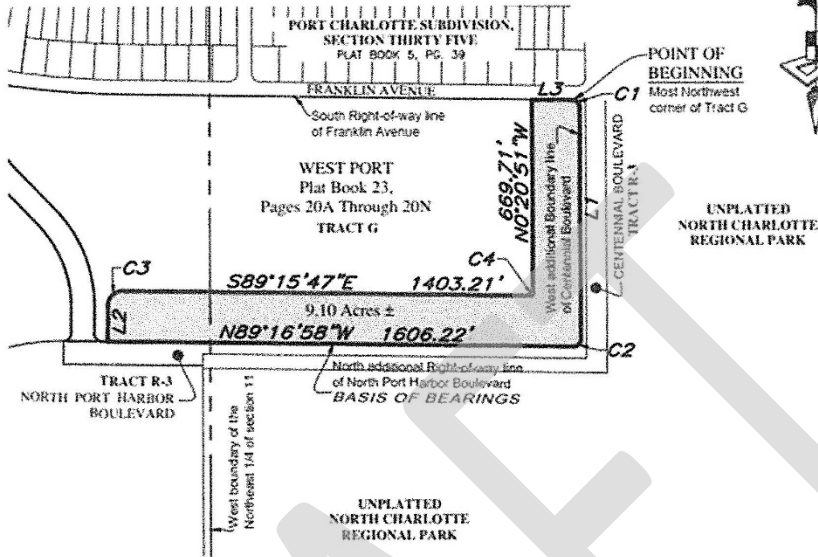 PORT CHARLOTTE SUBDIVISION,
SECTION THIRTY FIVE
PLAT BOOK 5, PG. 39
FRANKLIN AVENUE
South Right-of-way line
of Franklin Avenue
L3
POINT OF
BEGINNING
Most Northwest
corner of Tract G
C1
WEST PORT
Plat Book 23,
Pages 20A Through 20N
TRACT G
669.71'
N0°20'51"W
West additional Boundary line
of Centennial Boulevard
L1
CENTENNIAL BOULEVARD
TRACT R-3
UNPLATTED
NORTH CHARLOTTE
REGIONAL PARK
C3
C4
S89°15'47"E 1403.21'
L2
9.10 Acres ±
N89°16'58"W 1606.22'
C2
North additional Right-of-way line
of North Port Harbor Boulevard
BASIS OF BEARINGS
TRACT R-3
NORTH PORT HARBOR
BOULEVARD
West boundary of the
Northeast 1/4 of section 11
UNPLATTED
NORTH CHARLOTTE
REGIONAL PARK